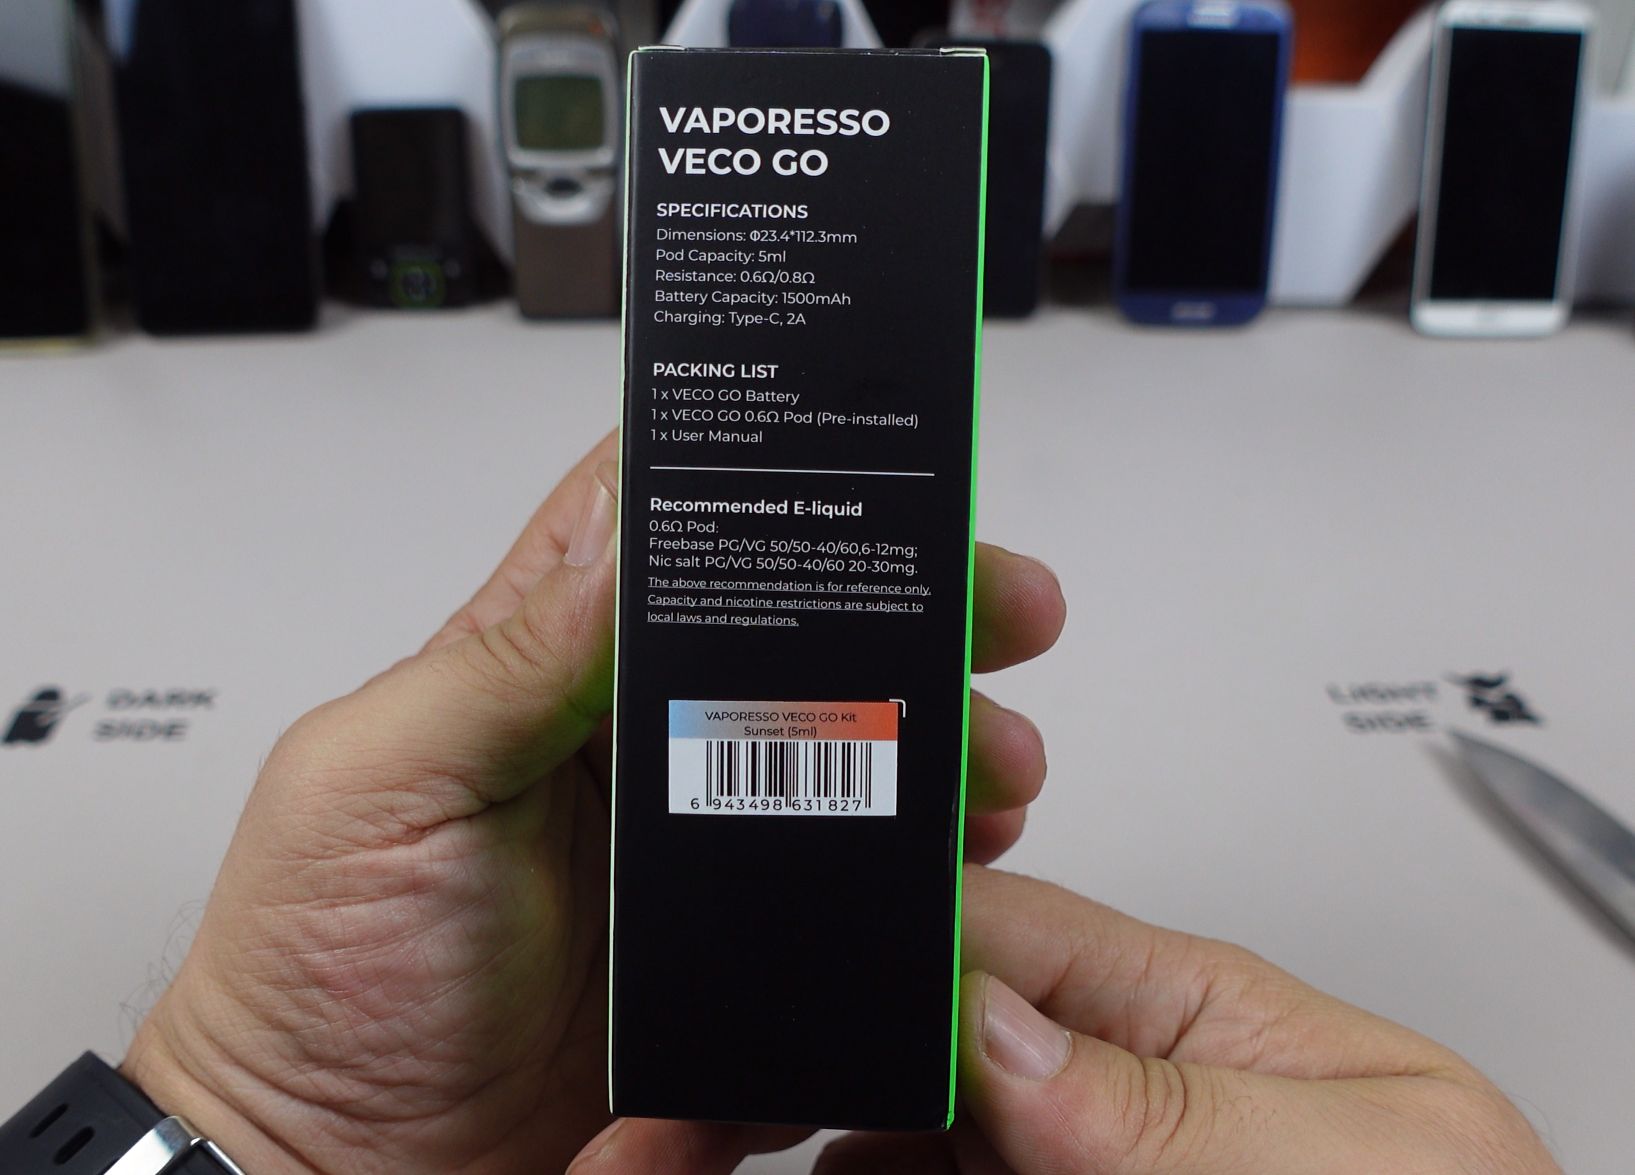 VAPORESSO
VECO GO
SPECIFICATIONS
Dimensions: Φ23.4*112.3mm
Pod Capacity: 5ml
Resistance: 0.6Ω/0.8Ω
Battery Capacity: 1500mAh
Charging: Type-C, 2A
PACKING LIST
1 x VECO GO Battery
1 x VECO GO 0.6Ω Pod (Pre-installed)
1 x User Manual
Recommended E-liquid
0.6Ω Pod:
Freebase PG/VG 50/50-40/60,6-12mg;
Nic salt PG/VG 50/50-40/60 20-30mg.
The above recommendation is for reference only.
Capacity and nicotine restrictions are subject to
local laws and regulations.
VAPORESSO VECO GO Kit
Sunset (5ml)
6 943498 631827
DARK
SIDE
LIGHT
SIDE